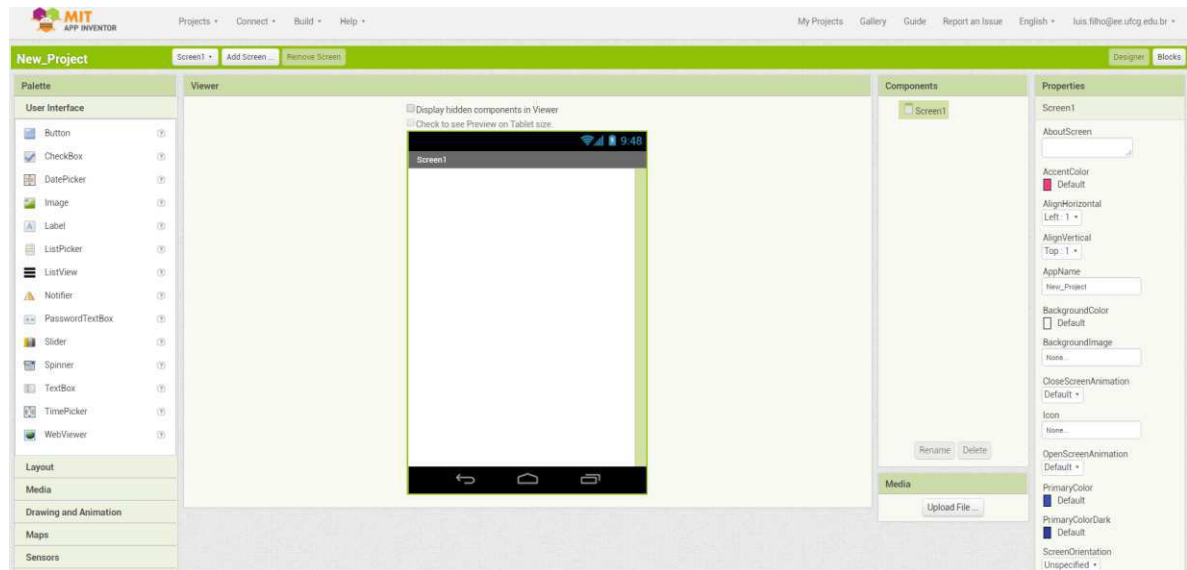 MIT
APP INVENTOR
Projects Connect Build Help
My Projects Gallery Guide Report an Issue English luis.filho@ee.ufcg.edu.br
New_Project
Screen1 Add Screen ... Remove Screen
Designer Blocks
Palette
User Interface
Button
CheckBox
DatePicker
Image
Label
ListPicker
ListView
Notifier
PasswordTextBox
Slider
Spinner
TextBox
TimePicker
WebViewer
Layout
Media
Drawing and Animation
Maps
Sensors
Viewer
Display hidden components in Viewer
Check to see Preview on Tablet size.
9:48
Screen1
Components
Screen1
Rename Delete
Media
Upload File ...
Properties
Screen1
AboutScreen
AccentColor
Default
AlignHorizontal
Left : 1
AlignVertical
Top : 1
AppName
New_Project
BackgroundColor
Default
BackgroundImage
None...
CloseScreenAnimation
Default
Icon
None...
OpenScreenAnimation
Default
PrimaryColor
Default
PrimaryColorDark
Default
ScreenOrientation
Unspecified